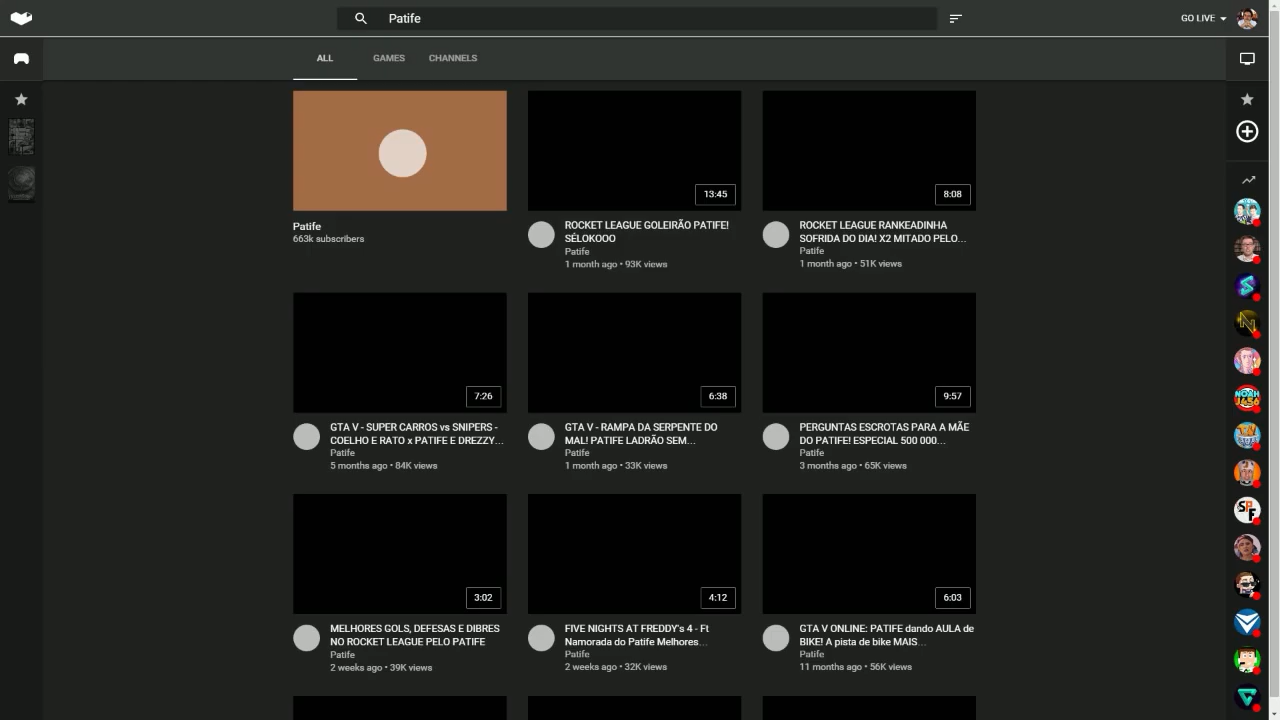 Patife
GO LIVE
ALL
GAMES
CHANNELS
Patife
663k subscribers
13:45
ROCKET LEAGUE GOLEIRÃO PATIFE!
SÉLOKOOO
Patife
1 month ago • 93K views
8:08
ROCKET LEAGUE RANKEADINHA
SOFRIDA DO DIA! X2 MITADO PELO...
Patife
1 month ago • 51K views
7:26
GTA V - SUPER CARROS vs SNIPERS -
COELHO E RATO x PATIFE E DREZZY...
Patife
5 months ago • 84K views
6:38
GTA V - RAMPA DA SERPENTE DO
MAL! PATIFE LADRÃO SEM...
Patife
1 month ago • 33K views
9:57
PERGUNTAS ESCROTAS PARA A MÃE
DO PATIFE! ESPECIAL 500 000...
Patife
3 months ago • 65K views
3:02
MELHORES GOLS, DEFESAS E DIBRES
NO ROCKET LEAGUE PELO PATIFE
Patife
2 weeks ago • 39K views
4:12
FIVE NIGHTS AT FREDDY's 4 - Ft
Namorada do Patife Melhores...
Patife
2 weeks ago • 32K views
6:03
GTA V ONLINE: PATIFE dando AULA de
BIKE! A pista de bike MAIS...
Patife
11 months ago • 56K views